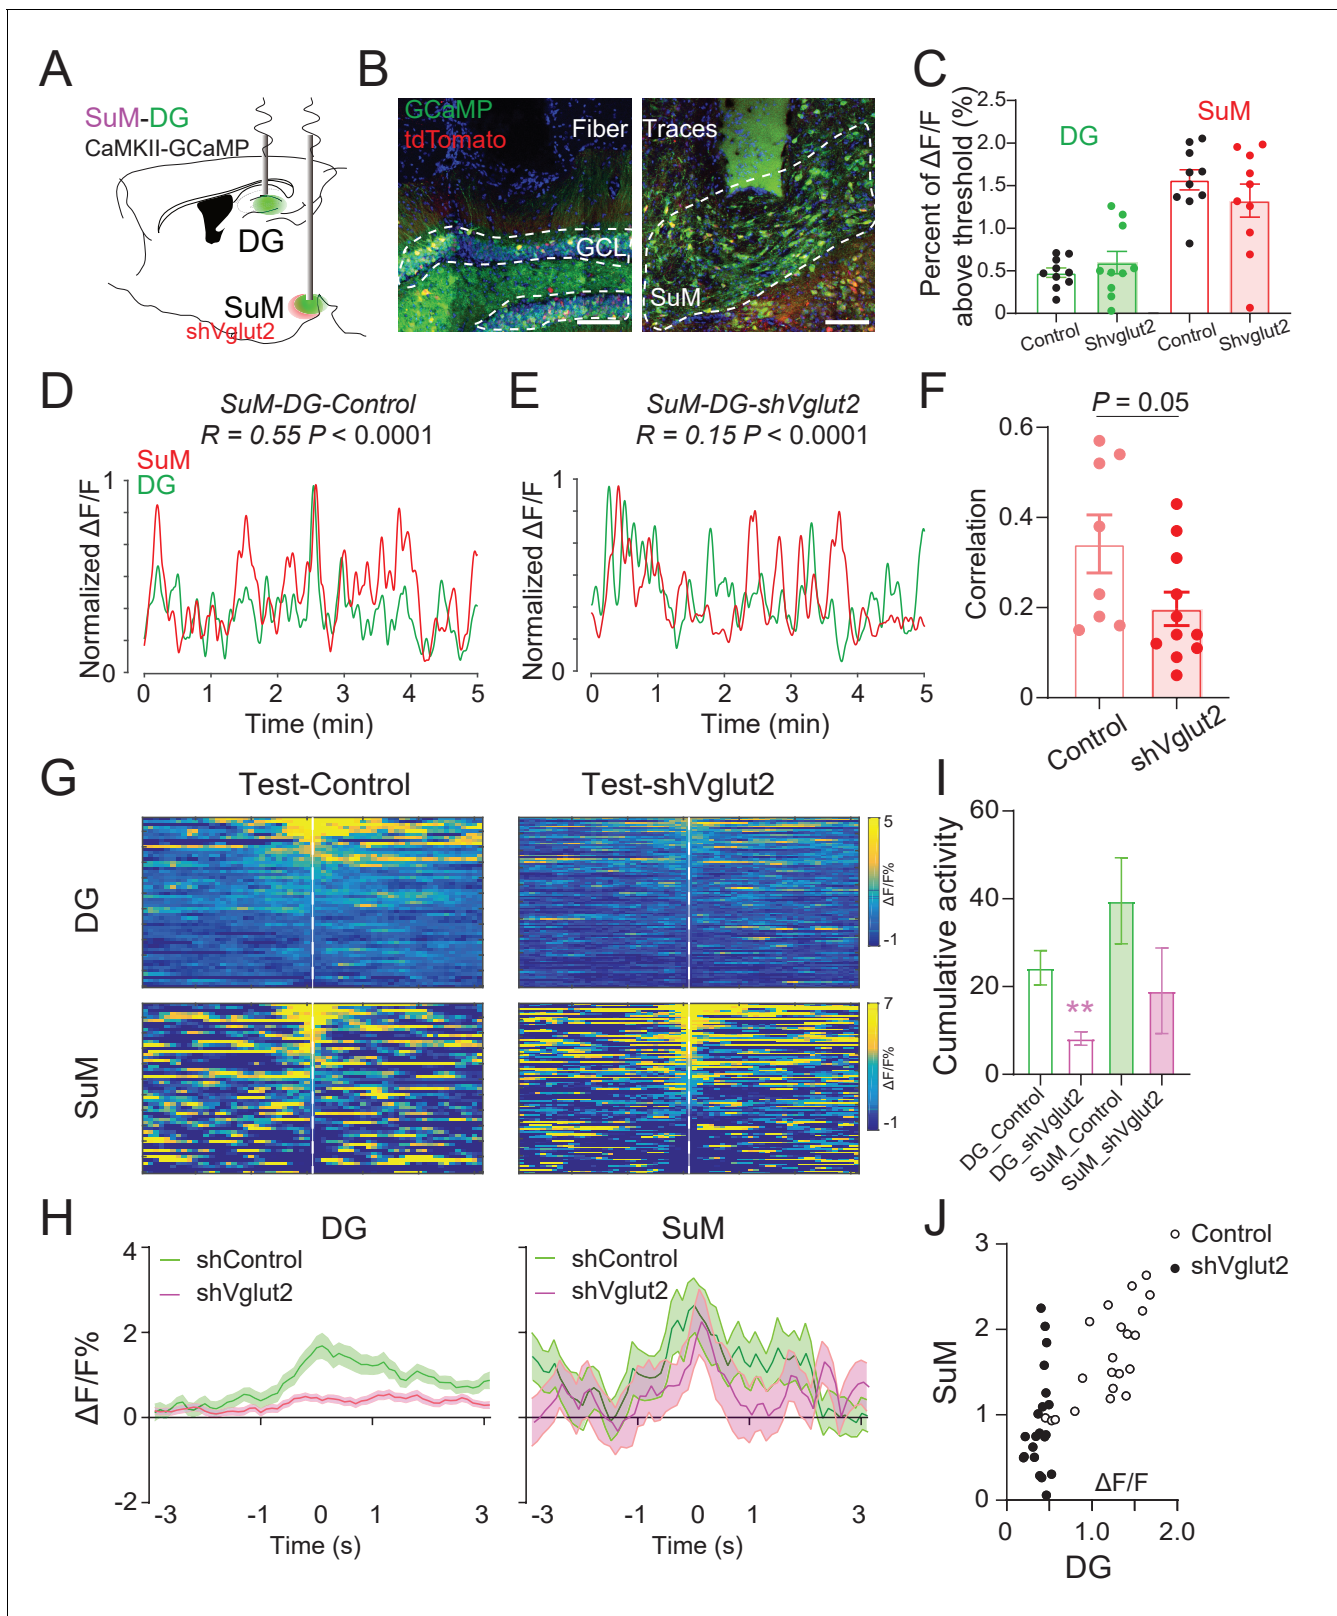 A
SuM-DG
CaMKII-GCaMP
DG
SuM
shVglut2
B
GCaMP
tdTomato
Fiber Traces
GCL
SuM
C
Percent of ΔF/F
above threshold (%)
2.5
2.0
1.5
1.0
0.5
0
DG
SuM
Control
Shvglut2
Control
Shvglut2
D
SuM-DG-Control
R = 0.55 P < 0.0001
SuM
DG
Normalized ΔF/F
1
0
0 1 2 3 4 5
Time (min)
E
SuM-DG-shVglut2
R = 0.15 P < 0.0001
Normalized ΔF/F
1
0
0 1 2 3 4 5
Time (min)
F
P = 0.05
Correlation
0.6
0.4
0.2
0
Control
shVglut2
G
Test-Control
Test-shVglut2
DG
5
ΔF/F%
-1
SuM
7
ΔF/F%
-1
H
DG
shControl
shVglut2
ΔF/F%
4
2
0
-2
-3 -1 0 1 3
Time (s)
SuM
shControl
shVglut2
-3 -1 0 1 3
Time (s)
I
Cumulative activity
60
40
20
0
**
DG_Control
DG_shVglut2
SuM_Control
SuM_shVglut2
J
Control
shVglut2
SuM
3
2
1
0
ΔF/F
0 1.0 2.0
DG